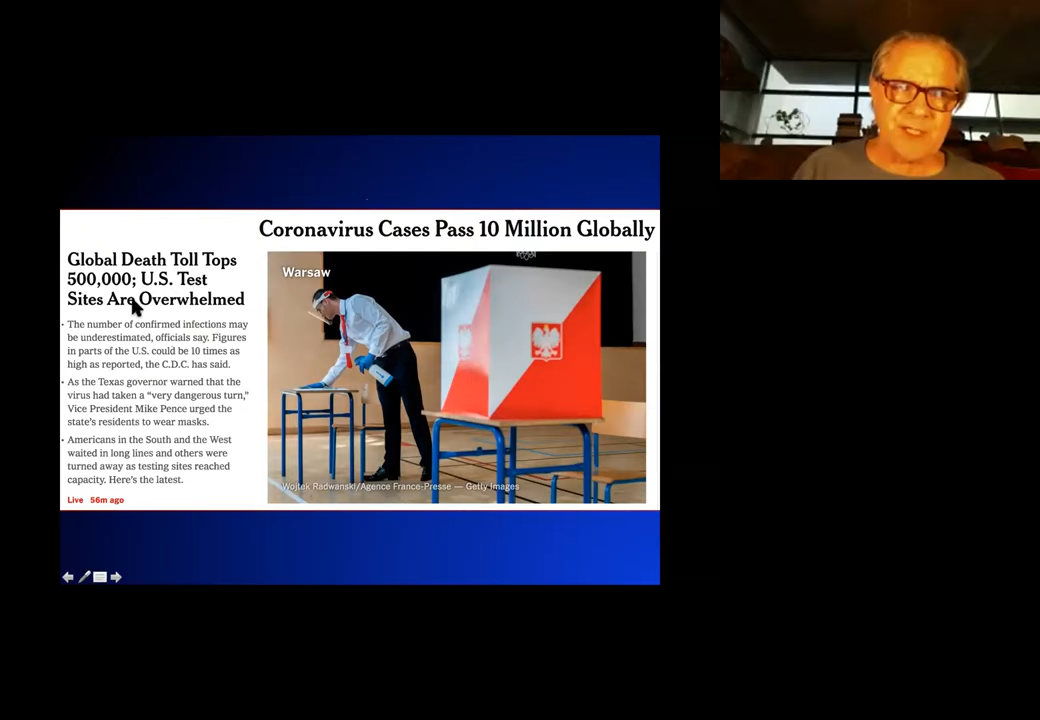 Coronavirus Cases Pass 10 Million Globally
Global Death Toll Tops
500,000; U.S. Test
Sites Are Overwhelmed
· The number of confirmed infections may
be underestimated, officials say. Figures
in parts of the U.S. could be 10 times as
high as reported, the C.D.C. has said.
· As the Texas governor warned that the
virus had taken a “very dangerous turn,”
Vice President Mike Pence urged the
state’s residents to wear masks.
· Americans in the South and the West
waited in long lines and others were
turned away as testing sites reached
capacity. Here’s the latest.
Live 56m ago
Warsaw
Wojtek Radwanski/Agence France-Presse — Getty Images